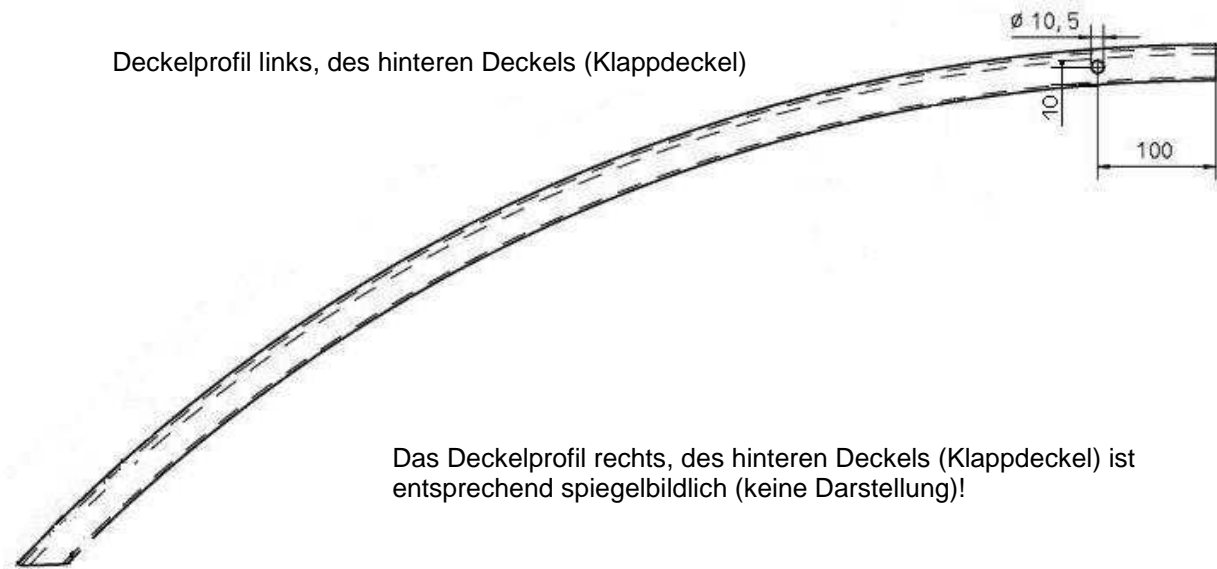 ø 10,5
Deckelprofil links, des hinteren Deckels (Klappdeckel)
10
100
Das Deckelprofil rechts, des hinteren Deckels (Klappdeckel) ist
entsprechend spiegelbildlich (keine Darstellung)!